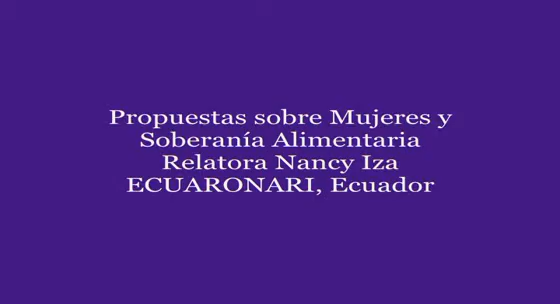 Propuestas sobre Mujeres y
Soberanía Alimentaria
Relatora Nancy Iza
ECUARONARI, Ecuador